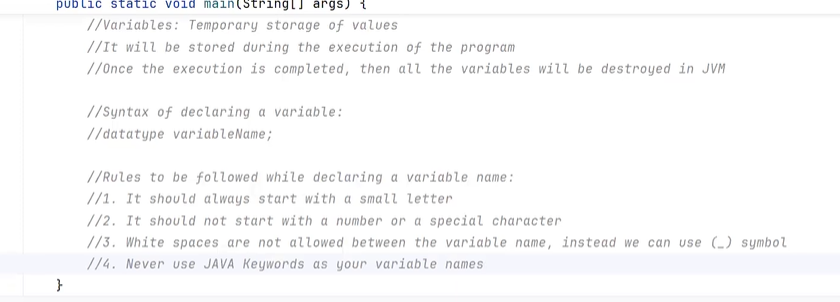 public static void main(String[] args) {
//Variables: Temporary storage of values
//It will be stored during the execution of the program
//Once the execution is completed, then all the variables will be destroyed in JVM
//Syntax of declaring a variable:
//datatype variableName;
//Rules to be followed while declaring a variable name:
//1. It should always start with a small letter
//2. It should not start with a number or a special character
//3. White spaces are not allowed between the variable name, instead we can use (_) symbol
//4. Never use JAVA Keywords as your variable names
}